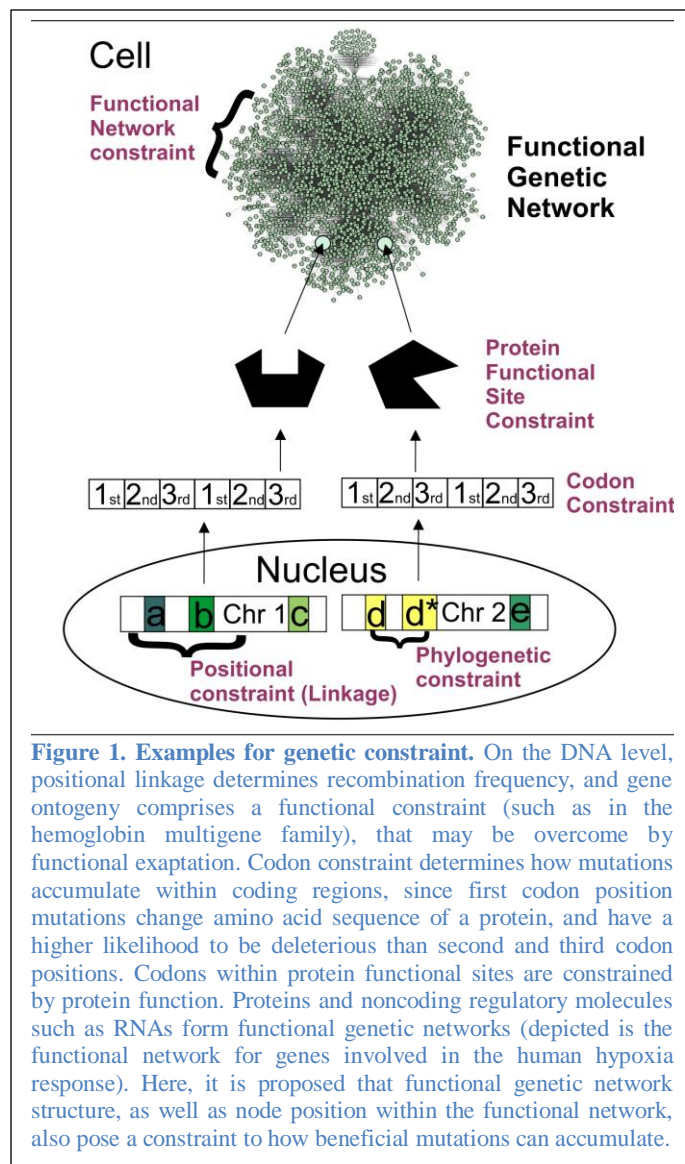 Cell
Functional
Network
constraint
Functional
Genetic
Network
Protein
Functional
Site
Constraint
1st 2nd 3rd 1st 2nd 3rd
1st 2nd 3rd 1st 2nd 3rd
Codon
Constraint
Nucleus
a b Chr 1 c
d d* Chr 2 e
Positional
constraint (Linkage)
Phylogenetic
constraint
Figure 1. Examples for genetic constraint. On the DNA level,
positional linkage determines recombination frequency, and gene
ontogeny comprises a functional constraint (such as in the
hemoglobin multigene family), that may be overcome by
functional exaptation. Codon constraint determines how mutations
accumulate within coding regions, since first codon position
mutations change amino acid sequence of a protein, and have a
higher likelihood to be deleterious than second and third codon
positions. Codons within protein functional sites are constrained
by protein function. Proteins and noncoding regulatory molecules
such as RNAs form functional genetic networks (depicted is the
functional network for genes involved in the human hypoxia
response). Here, it is proposed that functional genetic network
structure, as well as node position within the functional network,
also pose a constraint to how beneficial mutations can accumulate.